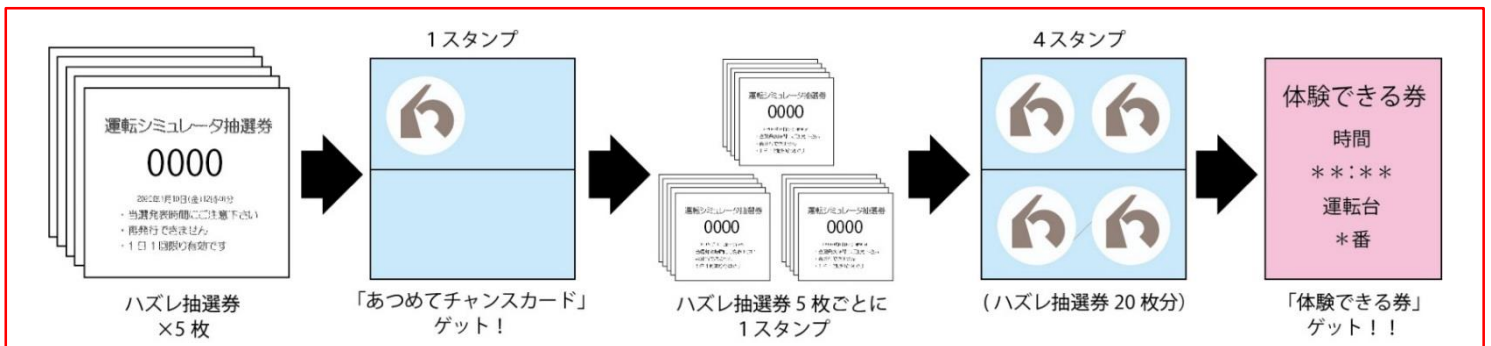 運転シミュレータ抽選券
0000
・当選発表時間にご注意下さい
・再発行できません
・1日1回限り有効です
ハズレ抽選券
×5枚
1スタンプ
「あつめてチャンスカード」
ゲット!
運転シミュレータ抽選券
0000
運転シミュレータ抽選券
0000
運転シミュレータ抽選券
0000
ハズレ抽選券5枚ごとに
1スタンプ
4スタンプ
(ハズレ抽選券20枚分)
体験できる券
時間
**:**
運転台
*番
「体験できる券」
ゲット!!